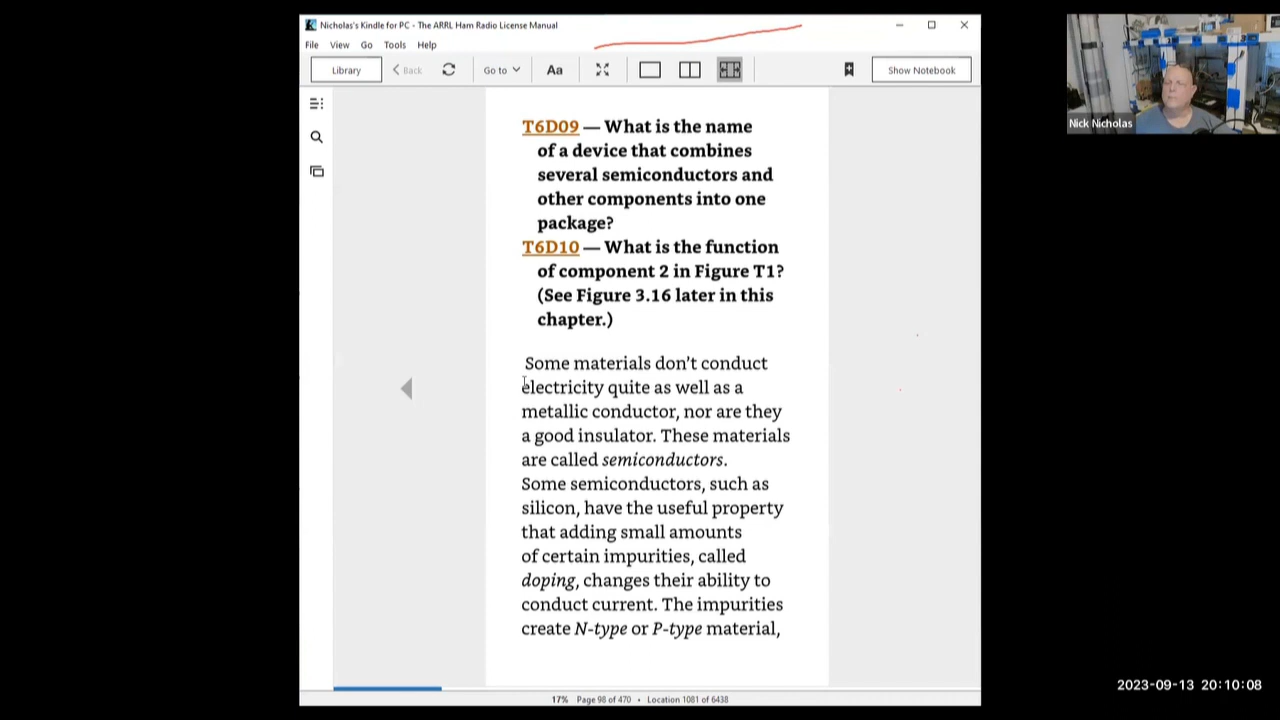 Nicholas's Kindle for PC - The ARRL Ham Radio License Manual
File View Go Tools Help
Library Back Go to Aa Show Notebook
T6D09 — What is the name
of a device that combines
several semiconductors and
other components into one
package?
T6D10 — What is the function
of component 2 in Figure T1?
(See Figure 3.16 later in this
chapter.)
Some materials don't conduct
electricity quite as well as a
metallic conductor, nor are they
a good insulator. These materials
are called semiconductors.
Some semiconductors, such as
silicon, have the useful property
that adding small amounts
of certain impurities, called
doping, changes their ability to
conduct current. The impurities
create N-type or P-type material,
17% Page 98 of 470 • Location 1081 of 6438
Nick Nicholas
2023-09-13 20:10:08